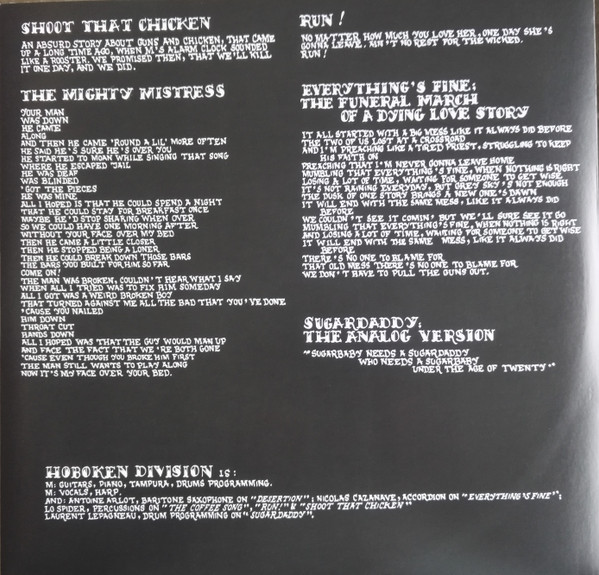 SHOOT THAT CHICKEN
AN ABSURD STORY ABOUT GUNS AND CHICKEN, THAT CAME
UP A LONG TIME AGO, WHEN M'S ALARM CLOCK SOUNDED
LIKE A ROOSTER. WE PROMISED THEN, THAT WE'LL KILL
IT ONE DAY, AND WE DID.
THE MIGHTY MISTRESS
YOUR MAN
WAS DOWN
HE CAME
ALONG
AND THEN HE CAME 'ROUND A LIL' MORE OFTEN
HE SAID HE'S SURE HE'S OVER YOU
HE STARTED TO MOAN WHILE SINGING THAT SONG
WHERE HE ESCAPED JAIL
HE WAS DEAF
WAS BLINDED
'GOT THE PIECES
HE WAS MINE
ALL I HOPED IS THAT HE COULD SPEND A NIGHT
THAT HE COULD STAY FOR BREAKFAST ONCE
MAYBE HE'D STOP SHARING WHEN OVER
SO WE COULD HAVE ONE MORNING AFTER
WITHOUT YOUR FACE OVER MY BED
THEN HE CAME A LITTLE CLOSER
THEN HE STOPPED BEING A LONER
THEN HE COULD BREAK DOWN THOSE BARS
THE BARS YOU BUILT FOR HIM SO FAR
COME ON!
THE MAN WAS BROKEN, COULDN'T HEAR WHAT I SAY
WHEN ALL I TRIED WAS TO FIX HIM SOMEDAY
ALL I GOT WAS A WEIRD BROKEN BOY
THAT TURNED AGAINST ME ALL THE BAD THAT YOU'VE DONE
'CAUSE YOU NAILED
HIM DOWN
THROAT CUT
HANDS DOWN
ALL I HOPED WAS THAT THE GUY WOULD MAN UP
AND FACE THE FACT THAT WE'RE BOTH GONE
'CAUSE EVEN THOUGH YOU BROKE HIM FIRST
THE MAN STILL WANTS TO PLAY ALONG
NOW IT'S MY FACE OVER YOUR BED.
RUN!
NO MATTER HOW MUCH YOU LOVE HER, ONE DAY SHE'S
GONNA LEAVE. AIN'T NO REST FOR THE WICKED.
RUN!
EVERYTHING'S FINE:
THE FUNERAL MARCH
OF A DYING LOVE STORY
IT ALL STARTED WITH A BIG MESS LIKE IT ALWAYS DID BEFORE
THE TWO OF US LOST AT A CROSSROAD
AND I'M PREACHING LIKE A TIRED PRIEST, STRUGGLING TO KEEP
HIS FAITH ON
PREACHING THAT I'M NEVER GONNA LEAVE HOME
MUMBLING THAT EVERYTHING'S FINE, WHEN NOTHING IS RIGHT
LOSING A LOT OF TIME, WAITING FOR SOMEONE TO GET WISE
IT'S NOT RAINING EVERYDAY, BUT GREY SKY'S NOT ENOUGH
THE DUSK OF ONE STORY BRINGS A NEW ONE'S DAWN
IT WILL END WITH THE SAME MESS, LIKE IT ALWAYS DID
BEFORE
WE COULDN'T SEE IT COMIN' BUT WE'LL SURE SEE IT GO
MUMBLING THAT EVERYTHING'S FINE, WHEN NOTHING IS RIGHT
AND LOSING A LOT OF TIME, WAITING FOR SOMEONE TO GET WISE
IT WILL END WITH THE SAME MESS, LIKE IT ALWAYS DID
BEFORE
THERE'S NO ONE TO BLAME FOR
THAT OLD MESS THERE'S NO ONE TO BLAME FOR
WE DON'T HAVE TO PULL THE GUNS OUT.
SUGARDADDY:
THE ANALOG VERSION
"SUGARBABY NEEDS A SUGARDADDY
WHO NEEDS A SUGARBABY
UNDER THE AGE OF TWENTY."
HOBOKEN DIVISION IS:
M: GUITARS, PIANO, TAMPURA, DRUMS PROGRAMMING.
M: VOCALS, HARP.
AND: ANTOINE ARLOT, BARITONE SAXOPHONE ON "DESERTION"; NICOLAS CAZANAVE, ACCORDION ON "EVERYTHING'S FINE";
LO SPIDER, PERCUSSIONS ON "THE COFFEE SONG", "RUN!" & "SHOOT THAT CHICKEN"
LAURENT LEPAGNEAU, DRUM PROGRAMMING ON "SUGARDADDY".